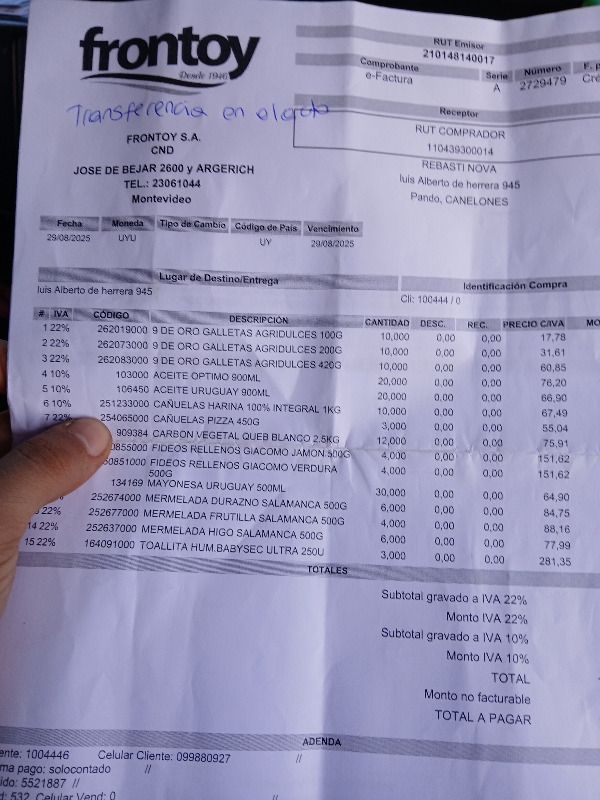 frontoy
Desde 1946
Transferencia en el acto
FRONTOY S.A.
CND
JOSE DE BEJAR 2600 y ARGERICH
TEL.: 23061044
Montevideo
RUT Emisor
210148140017
Comprobante Serie Número F. p
e-Factura A 2729479 Cré
Receptor
RUT COMPRADOR
110439300014
REBASTI NOVA
luis Alberto de herrera 945
Pando, CANELONES
Fecha Moneda Tipo de Cambio Código de País Vencimiento
29/08/2025 UYU UY 29/08/2025
Lugar de Destino/Entrega Identificación Compra
luis Alberto de herrera 945 Cli: 100444 / 0
# IVA CÓDIGO DESCRIPCIÓN CANTIDAD DESC. REC. PRECIO C/IVA MO
1 22% 262019000 9 DE ORO GALLETAS AGRIDULCES 100G 10,000 0,00 0,00 17,78
2 22% 262073000 9 DE ORO GALLETAS AGRIDULCES 200G 10,000 0,00 0,00 31,61
3 22% 262083000 9 DE ORO GALLETAS AGRIDULCES 420G 10,000 0,00 0,00 60,85
4 10% 103000 ACEITE OPTIMO 900ML 20,000 0,00 0,00 76,20
5 10% 106450 ACEITE URUGUAY 900ML 20,000 0,00 0,00 66,90
6 10% 251233000 CAÑUELAS HARINA 100% INTEGRAL 1KG 10,000 0,00 0,00 67,49
7 22% 254065000 CAÑUELAS PIZZA 450G 3,000 0,00 0,00 55,04
909384 CARBON VEGETAL QUEB BLANCO 2.5KG 12,000 0,00 0,00 75,91
0855000 FIDEOS RELLENOS GIACOMO JAMON 500G 4,000 0,00 0,00 151,62
60851000 FIDEOS RELLENOS GIACOMO VERDURA 4,000 0,00 0,00 151,62
500G
134169 MAYONESA URUGUAY 500ML 30,000 0,00 0,00 64,90
252674000 MERMELADA DURAZNO SALAMANCA 500G 6,000 0,00 0,00 84,75
22% 252677000 MERMELADA FRUTILLA SALAMANCA 500G 4,000 0,00 0,00 88,16
14 22% 252637000 MERMELADA HIGO SALAMANCA 500G 6,000 0,00 0,00 77,99
15 22% 164091000 TOALLITA HUM.BABYSEC ULTRA 250U 3,000 0,00 0,00 281,35
TOTALES
Subtotal gravado a IVA 22%
Monto IVA 22%
Subtotal gravado a IVA 10%
Monto IVA 10%
TOTAL
Monto no facturable
TOTAL A PAGAR
ADENDA
ente: 1004446 Celular Cliente: 099880927 //
ma pago: solocontado //
ido: 5521887 //
d: 532 Celular Vend: 0 //